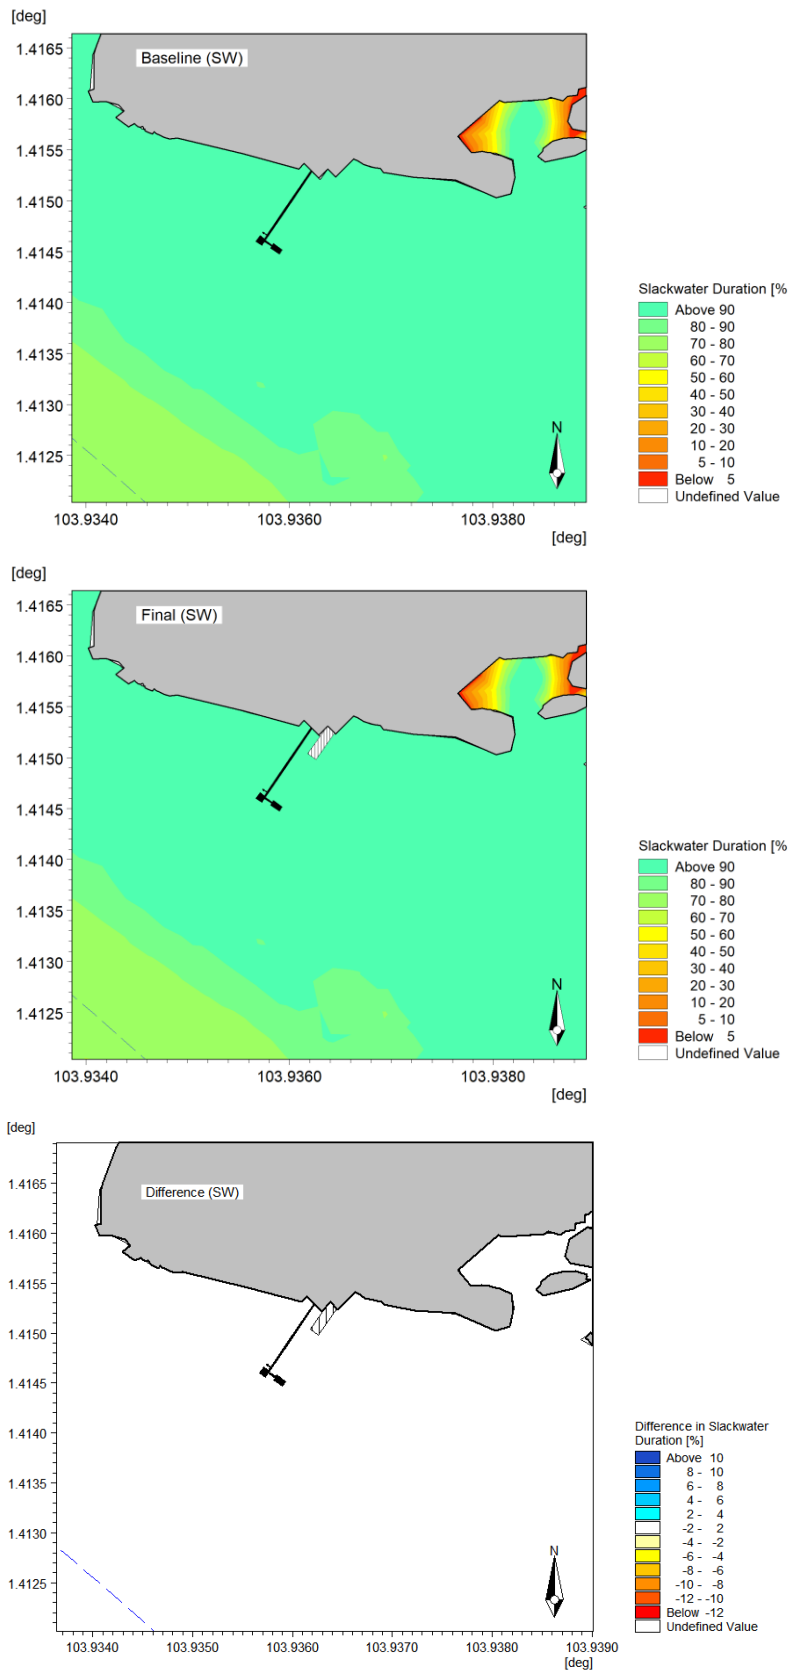 [deg]
Baseline (SW)
1.4165
1.4160
1.4155
1.4150
1.4145
1.4140
1.4135
1.4130
1.4125
103.9340
103.9360
103.9380
[deg]
N
Slackwater Duration [%
Above 90
80 - 90
70 - 80
60 - 70
50 - 60
40 - 50
30 - 40
20 - 30
10 - 20
5 - 10
Below 5
Undefined Value
[deg]
Final (SW)
1.4165
1.4160
1.4155
1.4150
1.4145
1.4140
1.4135
1.4130
1.4125
103.9340
103.9360
103.9380
[deg]
N
Slackwater Duration [%
Above 90
80 - 90
70 - 80
60 - 70
50 - 60
40 - 50
30 - 40
20 - 30
10 - 20
5 - 10
Below 5
Undefined Value
[deg]
Difference (SW)
1.4165
1.4160
1.4155
1.4150
1.4145
1.4140
1.4135
1.4130
1.4125
103.9340
103.9350
103.9360
103.9370
103.9380
103.9390
[deg]
N
Difference in Slackwater
Duration [%]
Above 10
8 - 10
6 - 8
4 - 6
2 - 4
-2 - 2
-4 - -2
-6 - -4
-8 - -6
-10 - -8
-12 - -10
Below -12
Undefined Value